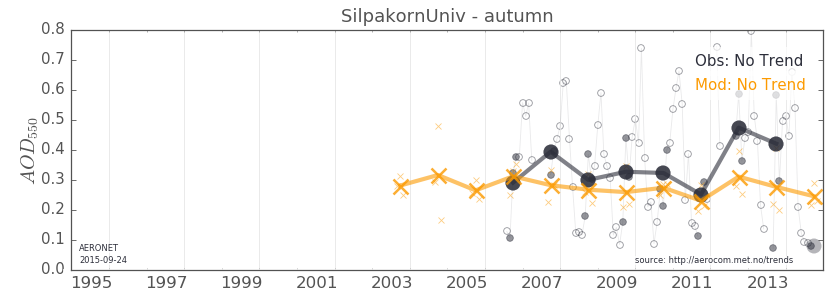 SilpakornUniv - autumn
0.8
0.7
0.6
0.5
0.4
0.3
0.2
0.1
0.0
AOD550
Obs: No Trend
Mod: No Trend
AERONET
2015-09-24
source: http://aerocom.met.no/trends
1995 1997 1999 2001 2003 2005 2007 2009 2011 2013